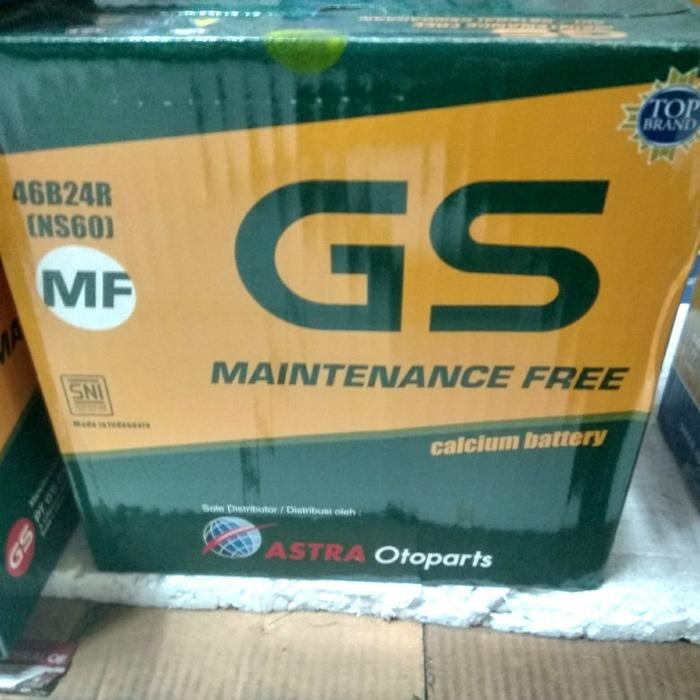 TOP
BRAND
46B24R
(NS60)
MF
GS
MAINTENANCE FREE
SNI
Made in Indonesia
calcium battery
Sole Distributor / Distribusi oleh :
ASTRA Otoparts
GS